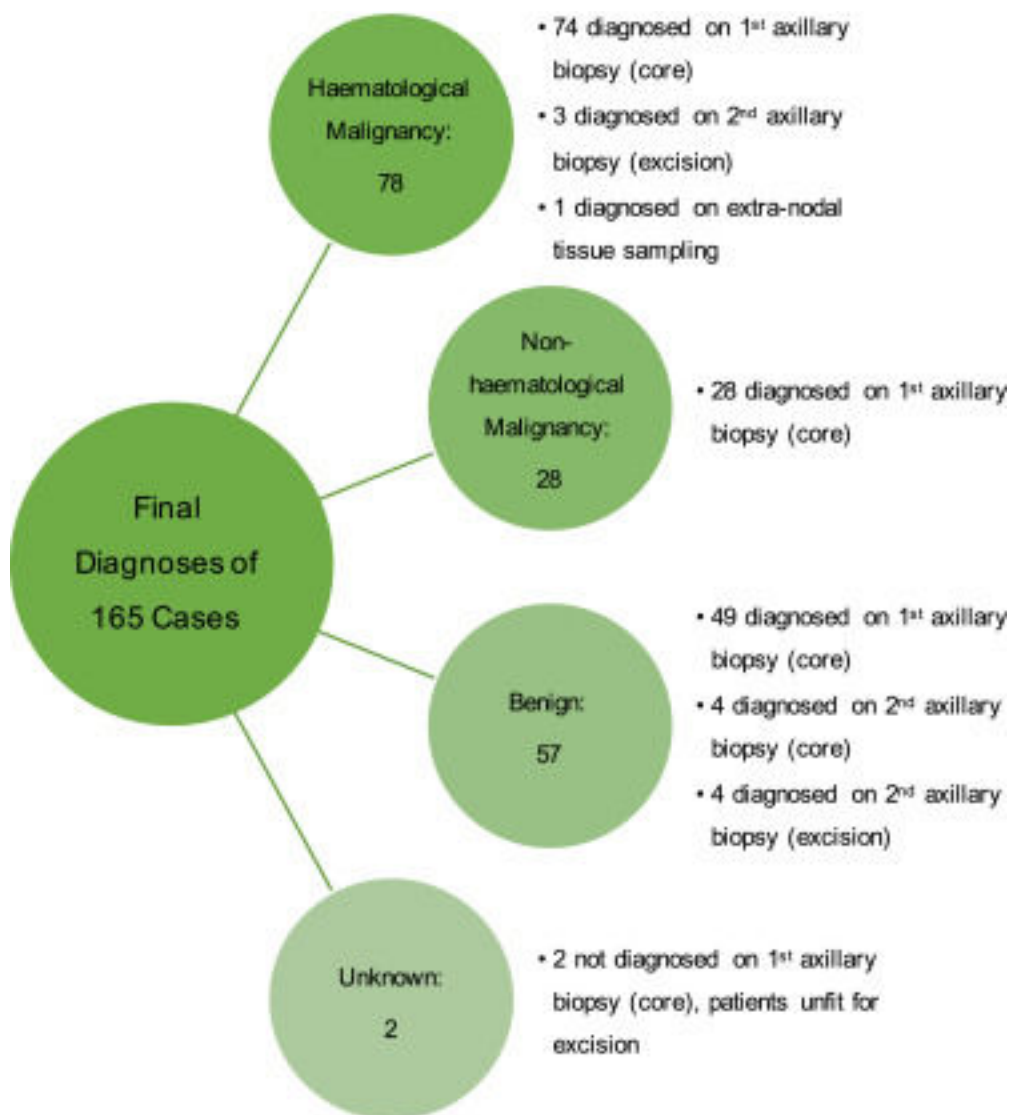 Final
Diagnoses of
165 Cases
Haematological
Malignancy:
78
• 74 diagnosed on 1st axillary
biopsy (core)
• 3 diagnosed on 2nd axillary
biopsy (excision)
• 1 diagnosed on extra-nodal
tissue sampling
Non-
haematological
Malignancy:
28
• 28 diagnosed on 1st axillary
biopsy (core)
Benign:
57
• 49 diagnosed on 1st axillary
biopsy (core)
• 4 diagnosed on 2nd axillary
biopsy (core)
• 4 diagnosed on 2nd axillary
biopsy (excision)
Unknown:
2
• 2 not diagnosed on 1st axillary
biopsy (core), patients unfit for
excision